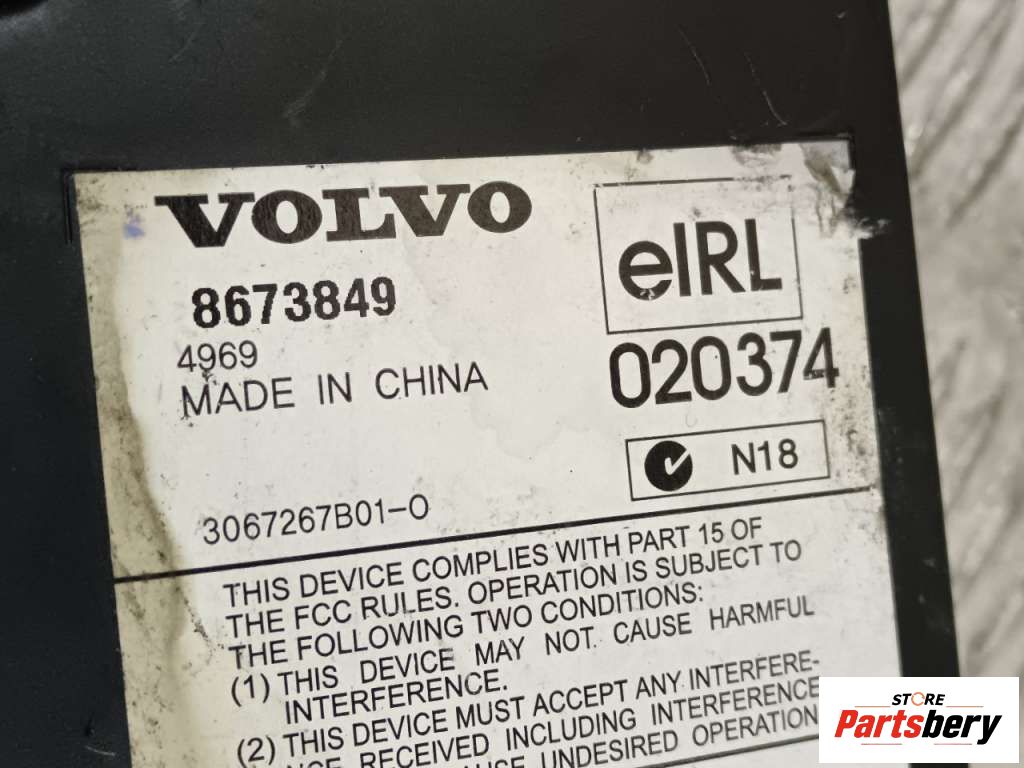 VOLVO
8673849
4969
MADE IN CHINA
eIRL
020374
N18
3067267B01-O
THIS DEVICE COMPLIES WITH PART 15 OF
THE FCC RULES. OPERATION IS SUBJECT TO
THE FOLLOWING TWO CONDITIONS:
(1) THIS DEVICE MAY NOT CAUSE HARMFUL
INTERFERENCE.
(2) THIS DEVICE MUST ACCEPT ANY INTERFERE-
RECEIVED INCLUDING INTERFERENCE
UNDESIRED OPERATION
STORE
Partsbery